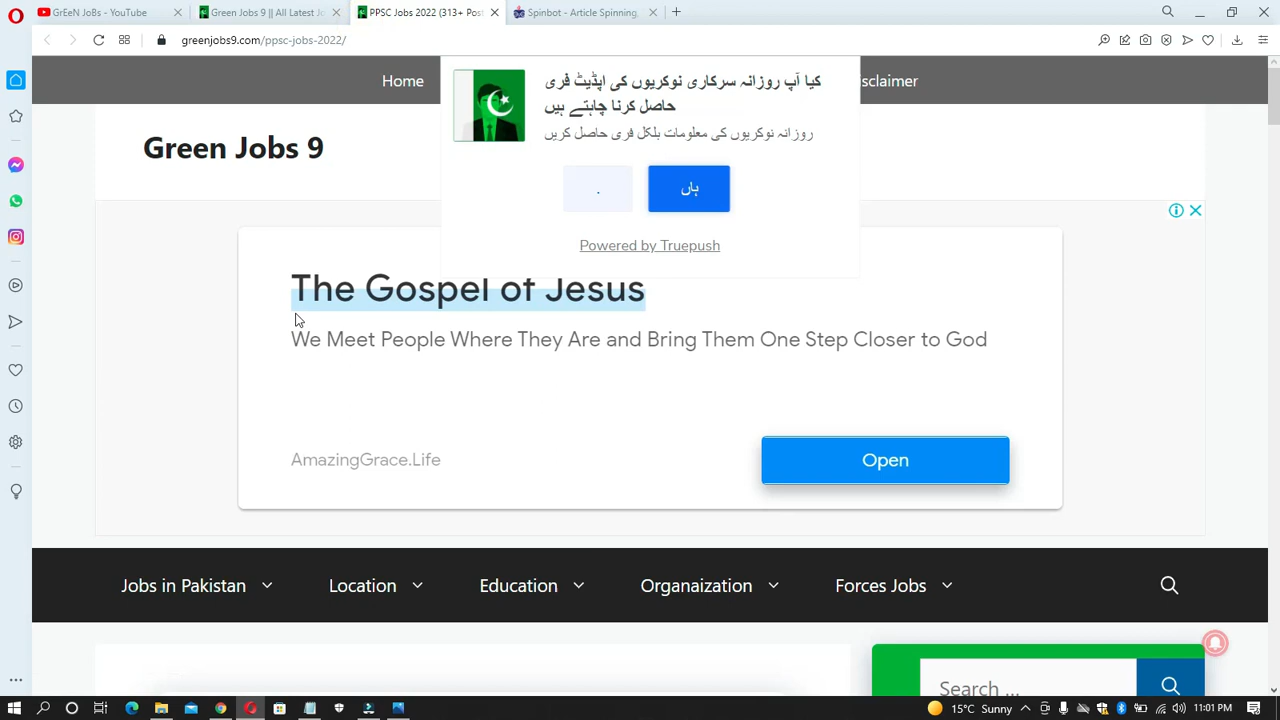 GrEeN JoBs - YouTube
Green Jobs 9 || All Latest J
PPSC Jobs 2022 (313+ Post
Spinbot - Article Spinning,
greenjobs9.com/ppsc-jobs-2022/
Home
isclaimer
کیا آپ روزانہ سرکاری نوکریوں کی اپڈیٹ فری
حاصل کرنا چاہتے ہیں
روزانہ نوکریوں کی معلومات بلکل فری حاصل کریں
.
ہاں
Powered by Truepush
Green Jobs 9
The Gospel of Jesus
We Meet People Where They Are and Bring Them One Step Closer to God
AmazingGrace.Life
Open
Jobs in Pakistan
Location
Education
Organaization
Forces Jobs
Search ...
15°C Sunny
11:01 PM